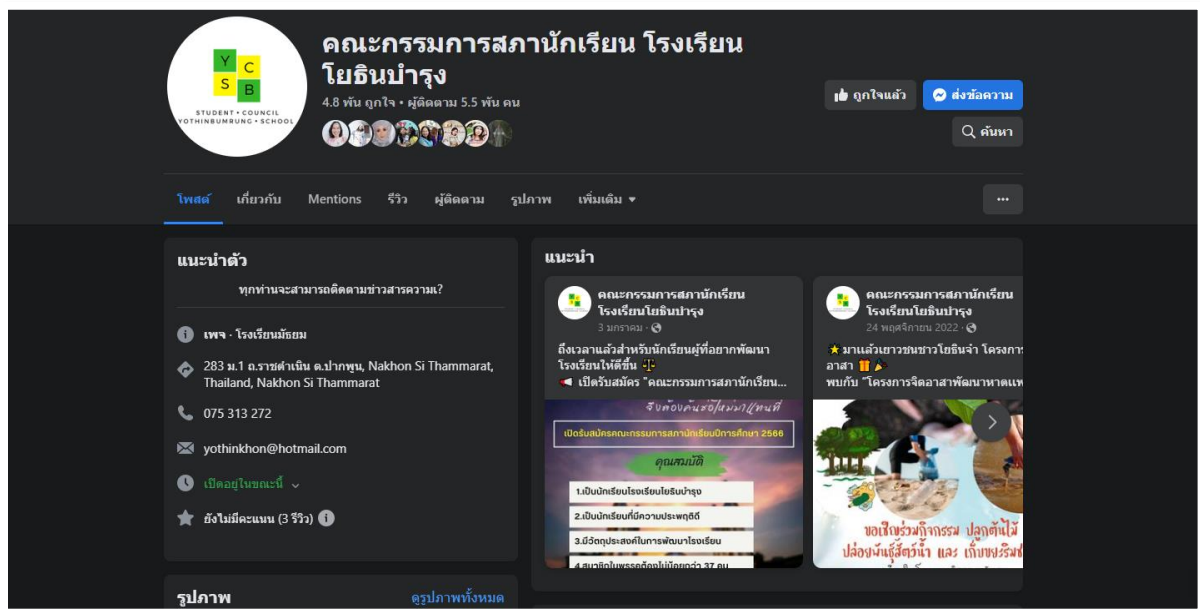 Y C
S B
STUDENT • COUNCIL
YOTHINBUMRUNG • SCHOOL
คณะกรรมการสภานักเรียน โรงเรียน
โยธินบำรุง
4.8 พัน ถูกใจ • ผู้ติดตาม 5.5 พัน คน
ถูกใจแล้ว
ส่งข้อความ
ค้นหา
โพสต์ เกี่ยวกับ Mentions รีวิว ผู้ติดตาม รูปภาพ เพิ่มเติม
แนะนำตัว
ทุกท่านจะสามารถติดตามข่าวสารความเ?
เพจ · โรงเรียนมัธยม
283 ม.1 ถ.ราชดำเนิน ต.ปากพูน, Nakhon Si Thammarat,
Thailand, Nakhon Si Thammarat
075 313 272
yothinkhon@hotmail.com
เปิดอยู่ในขณะนี้
ยังไม่มีคะแนน (3 รีวิว)
รูปภาพ
ดูรูปภาพทั้งหมด
แนะนำ
คณะกรรมการสภานักเรียน
โรงเรียนโยธินบำรุง
3 มกราคม ·
ถึงเวลาแล้วสำหรับนักเรียนผู้ที่อยากพัฒนา
โรงเรียนให้ดีขึ้น
เปิดรับสมัคร "คณะกรรมการสภานักเรียน...
เปิดรับสมัครคณะกรรมการสภานักเรียนปีการศึกษา 2566
คุณสมบัติ
1.เป็นนักเรียนโรงเรียนโยธินบำรุง
2.เป็นนักเรียนที่มีความประพฤติดี
3.มีวัตถุประสงค์ในการพัฒนาโรงเรียน
4.สมาชิกในพรรคต้องไม่น้อยกว่า 37 คน
คณะกรรมการสภานักเรียน
โรงเรียนโยธินบำรุง
24 พฤศจิกายน 2022 ·
มาแล้วเยาวชนชาวโยธินจ๋า โครงการ
อาสา
พบกับ "โครงการจิตอาสาพัฒนาหาดแห
ขอเชิญร่วมกิจกรรม ปลูกต้นไม้
ปล่อยพันธุ์สัตว์น้ำ และ เก็บขยะริมช